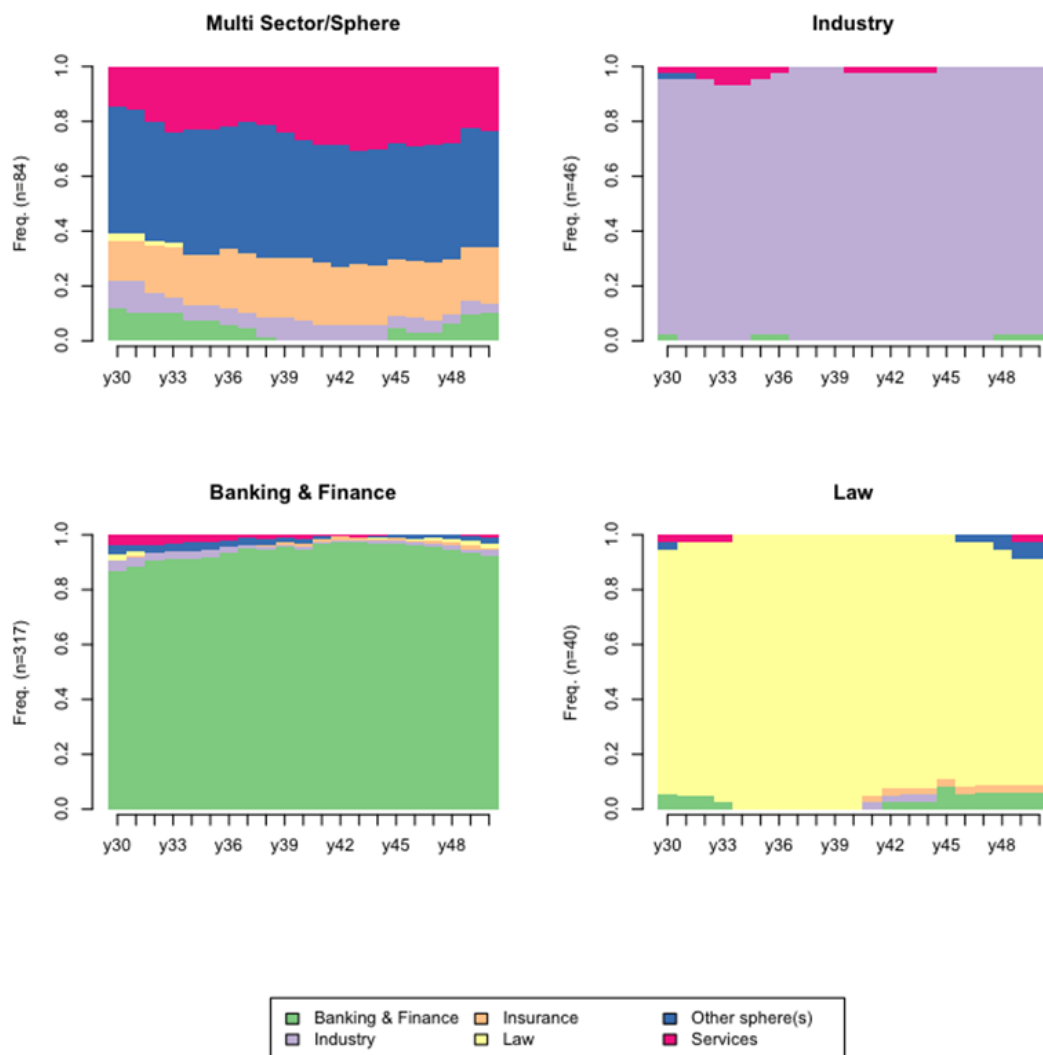 Multi Sector/Sphere
Freq. (n=84)
0.0 0.2 0.4 0.6 0.8 1.0
y30 y33 y36 y39 y42 y45 y48
Industry
Freq. (n=46)
0.0 0.2 0.4 0.6 0.8 1.0
y30 y33 y36 y39 y42 y45 y48
Banking & Finance
Freq. (n=317)
0.0 0.2 0.4 0.6 0.8 1.0
y30 y33 y36 y39 y42 y45 y48
Law
Freq. (n=40)
0.0 0.2 0.4 0.6 0.8 1.0
y30 y33 y36 y39 y42 y45 y48
Banking & Finance Insurance Other sphere(s)
Industry Law Services